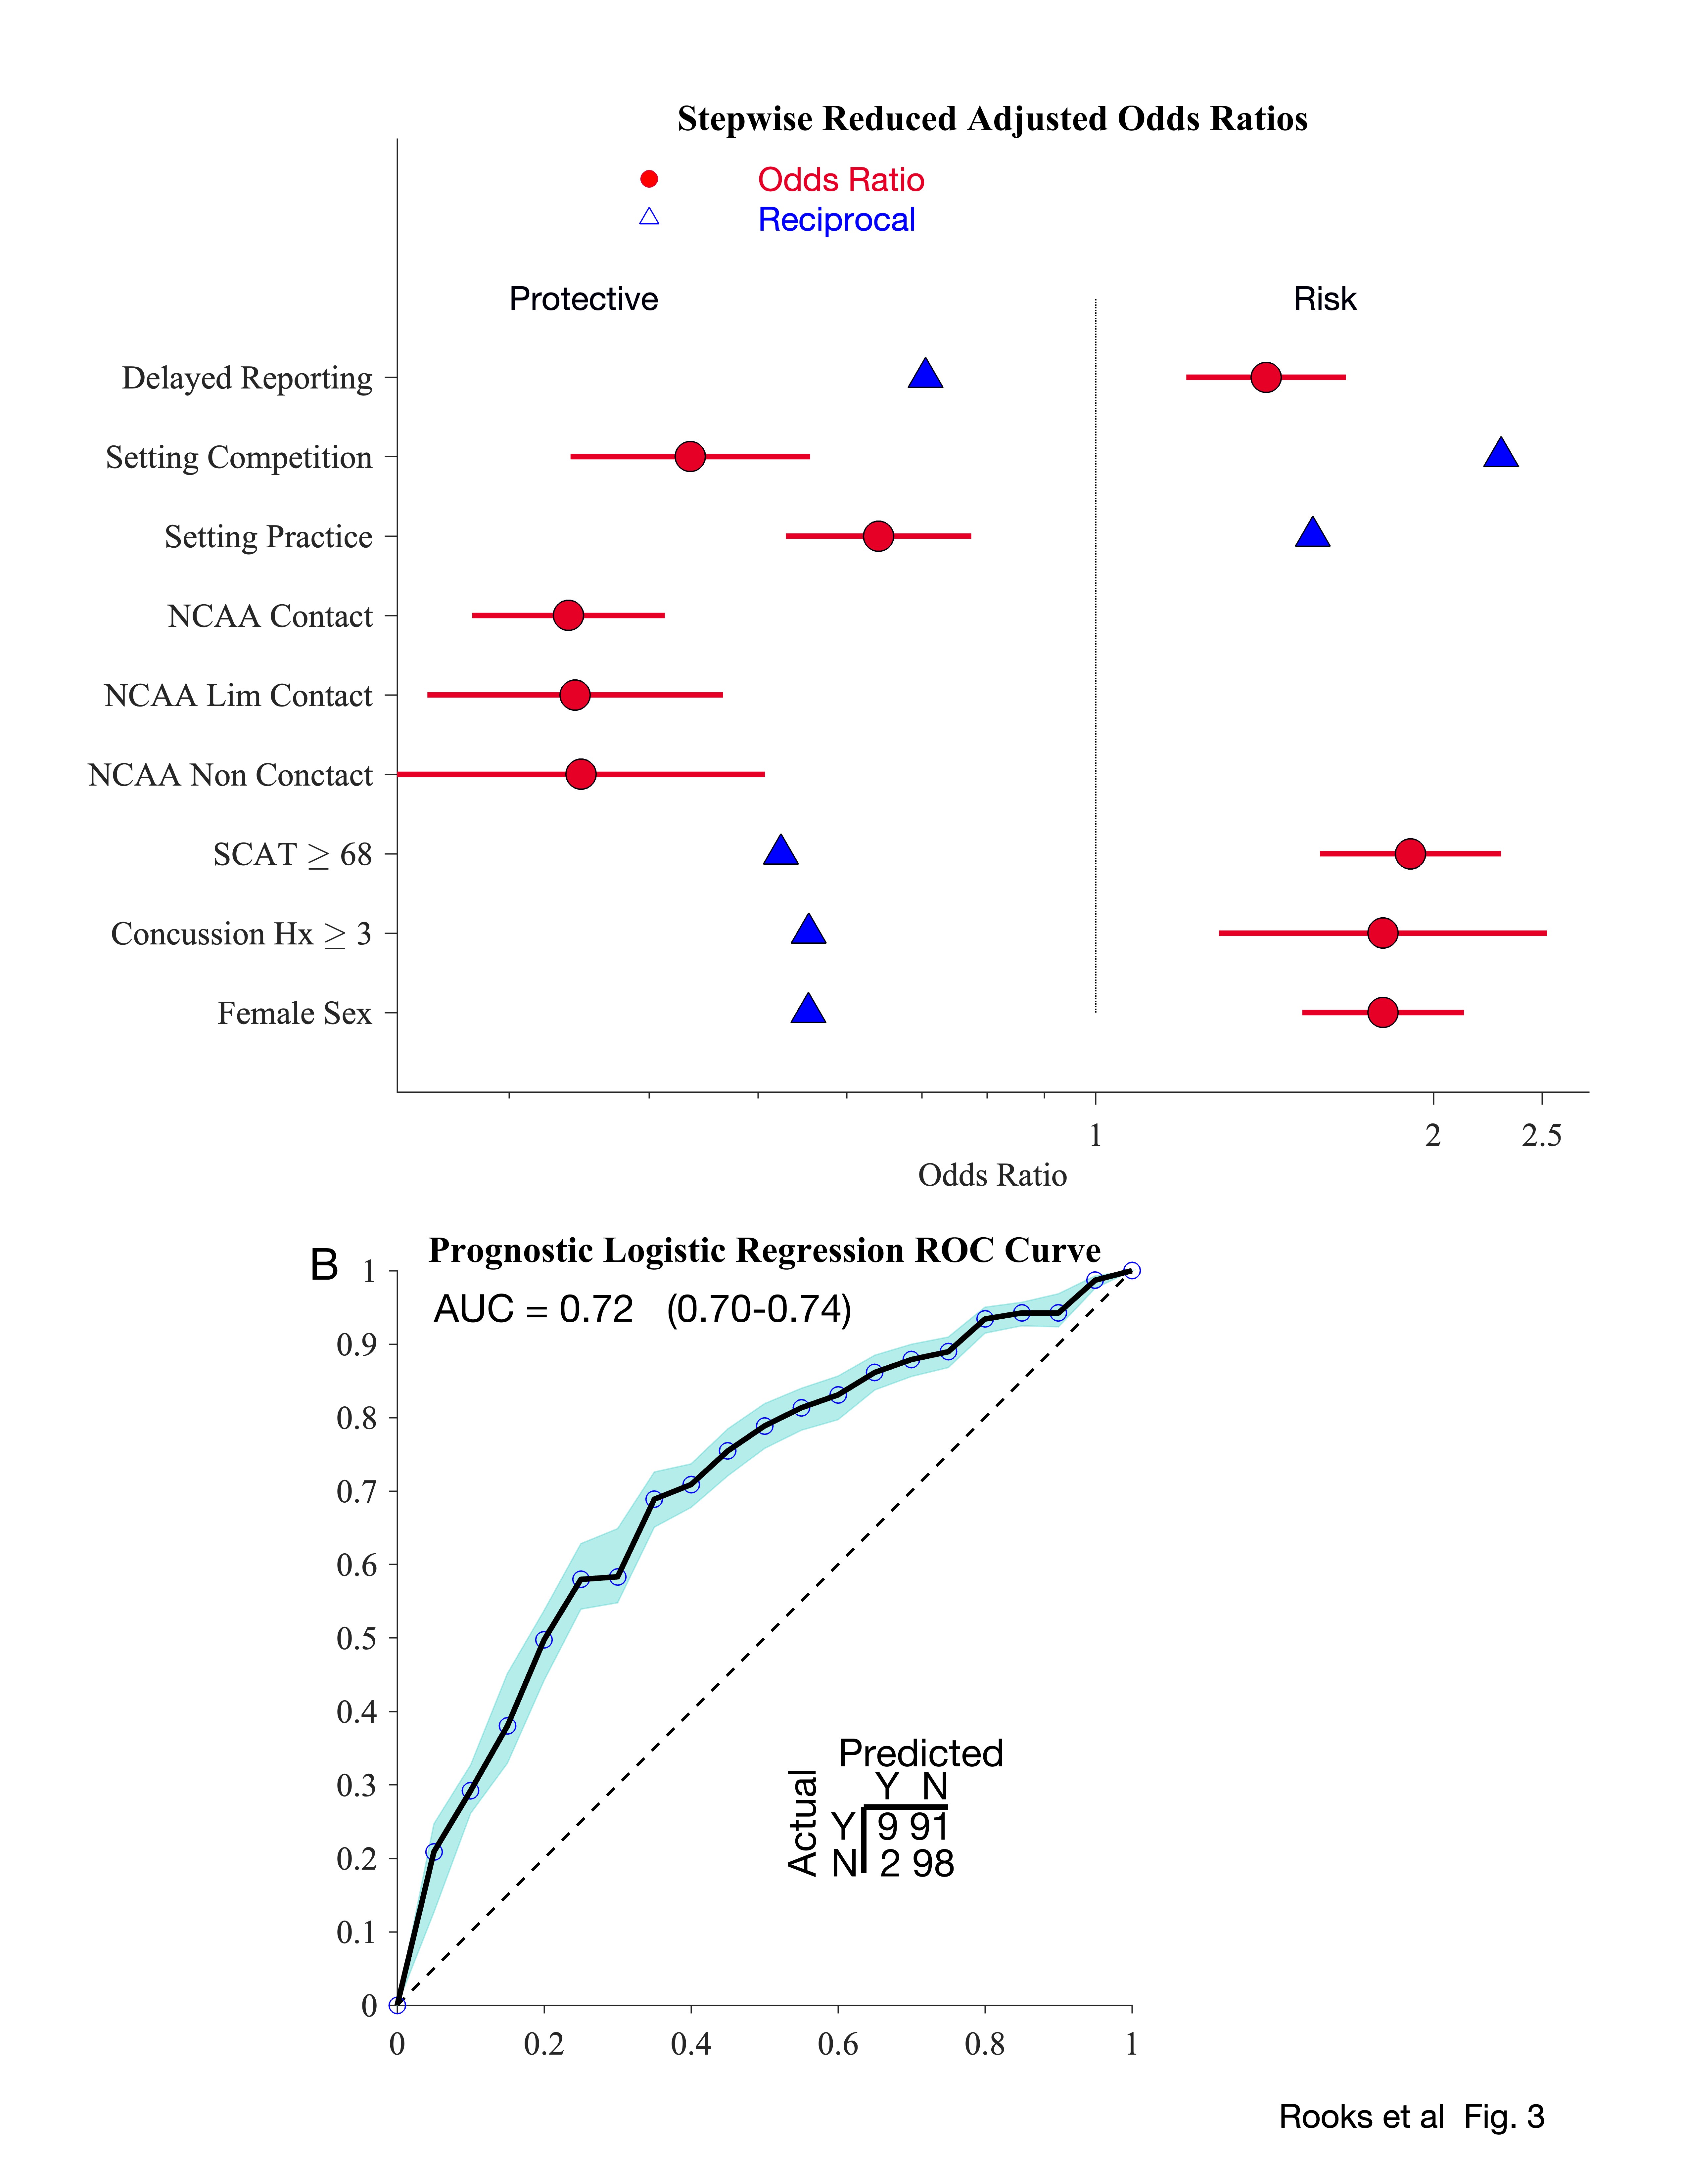 Stepwise Reduced Adjusted Odds Ratios
Odds Ratio
Reciprocal
Protective Risk
Delayed Reporting
Setting Competition
Setting Practice
NCAA Contact
NCAA Lim Contact
NCAA Non Conctact
SCAT ≥ 68
Concussion Hx ≥ 3
Female Sex
1 2 2.5
Odds Ratio
B
Prognostic Logistic Regression ROC Curve
AUC = 0.72 (0.70-0.74)
1
0.9
0.8
0.7
0.6
0.5
0.4
0.3
0.2
0.1
0
Predicted
Y N
Actual
Y 9 91
N 2 98
0 0.2 0.4 0.6 0.8 1
Rooks et al Fig. 3